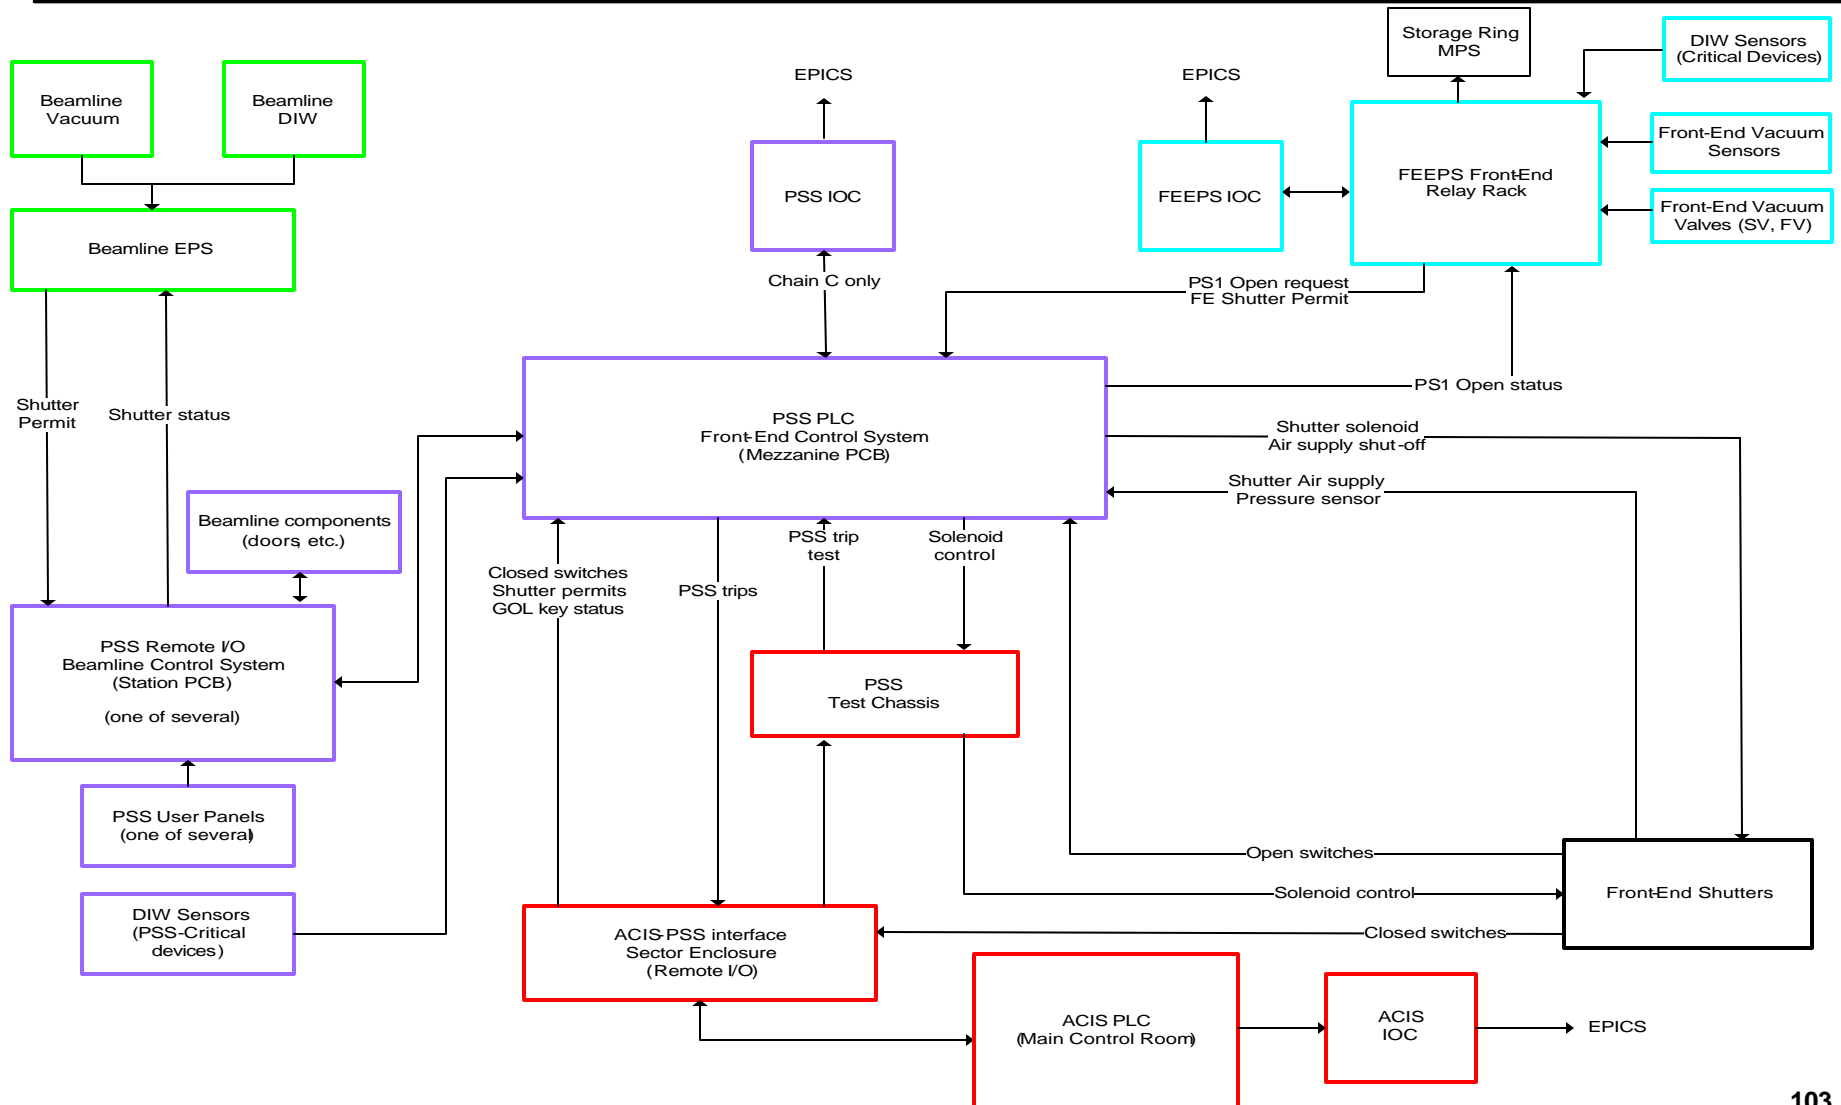 Storage Ring
MPS
DIW Sensors
(Critical Devices)
EPICS
EPICS
Beamline
Vacuum
Beamline
DIW
Front-End Vacuum
Sensors
PSS IOC
FEEPS IOC
FEEPS Front-End
Relay Rack
Front-End Vacuum
Valves (SV, FV)
Beamline EPS
Chain C only
PS1 Open request
FE Shutter Permit
Shutter
Permit
Shutter status
PS1 Open status
PSS PLC
Front-End Control System
(Mezzanine PCB)
Shutter solenoid
Air supply shut-off
Shutter Air supply
Pressure sensor
Beamline components
(doors, etc.)
Closed switches
Shutter permits
GOL key status
PSS trips
PSS trip
test
Solenoid
control
PSS Remote I/O
Beamline Control System
(Station PCB)
(one of several)
PSS
Test Chassis
PSS User Panels
(one of several)
Open switches
Solenoid control
Closed switches
Front-End Shutters
DIW Sensors
(PSS-Critical
devices)
ACIS-PSS interface
Sector Enclosure
(Remote I/O)
ACIS PLC
(Main Control Room)
ACIS
IOC
EPICS
103